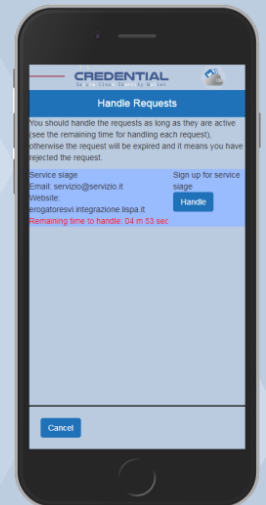 CREDENTIAL
Handle Requests
You should handle the requests as long as they are active
(see the remaining time for handling each request),
otherwise the request will be expired and it means you have
rejected the request.
Service siage
Email: servizio@servizio.it
Website:
erogatoresvi.integrazione.lispa.it
Remaining time to handle: 04 m 53 sec
Sign up for service
siage
Handle
Cancel